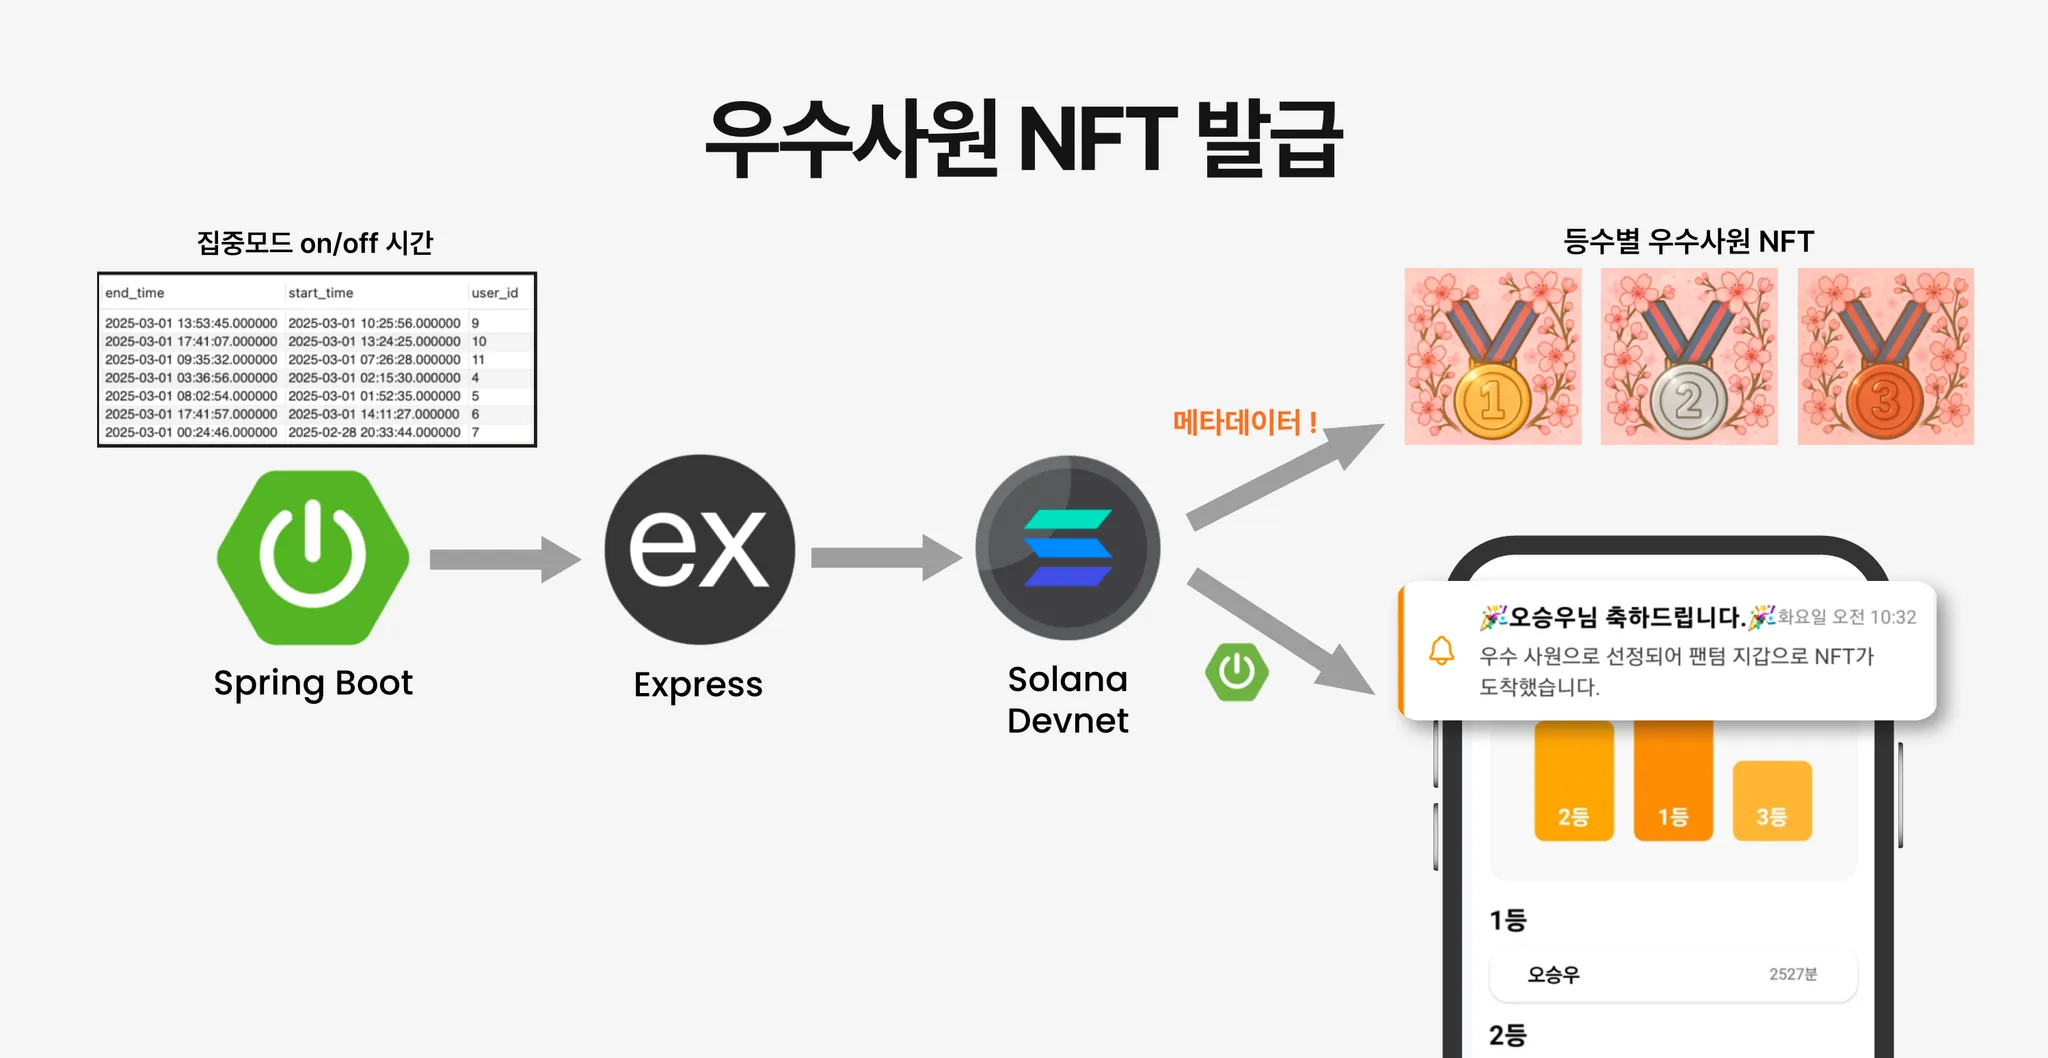 우수사원 NFT 발급
집중모드 on/off 시간
end_time start_time user_id
2025-03-01 13:53:45.000000 2025-03-01 10:25:56.000000 9
2025-03-01 17:41:07.000000 2025-03-01 13:24:25.000000 10
2025-03-01 09:35:32.000000 2025-03-01 07:26:28.000000 11
2025-03-01 03:36:56.000000 2025-03-01 02:15:30.000000 4
2025-03-01 08:02:54.000000 2025-03-01 01:52:35.000000 5
2025-03-01 17:41:57.000000 2025-03-01 14:11:27.000000 6
2025-03-01 00:24:46.000000 2025-02-28 20:33:44.000000 7
Spring Boot
ex
Express
Solana
Devnet
메타데이터 !
등수별 우수사원 NFT
1 2 3
🎉오승우님 축하드립니다.🎉 화요일 오전 10:32
우수 사원으로 선정되어 팬텀 지갑으로 NFT가
도착했습니다.
2등 1등 3등
1등
오승우 2527분
2등